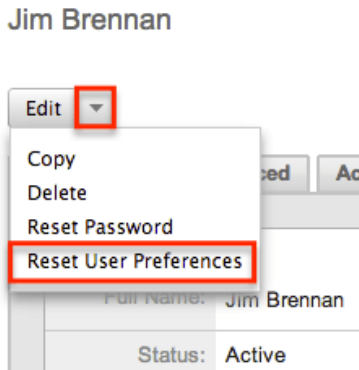 Jim Brennan
Edit
Copy
Delete
Reset Password
Reset User Preferences
Full Name: Jim Brennan
Status: Active